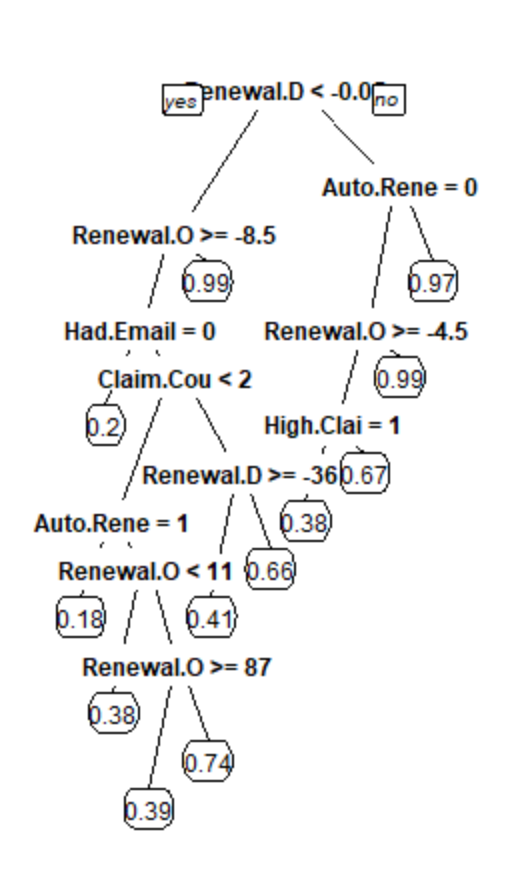 yes
enewal.D < -0.0
no
Auto.Rene = 0
Renewal.O >= -8.5
0.99
0.97
Had.Email = 0
Renewal.O >= -4.5
Claim.Cou < 2
0.99
0.2
High.Clai = 1
Renewal.D >= -36
0.67
Auto.Rene = 1
0.38
Renewal.O < 11
0.66
0.18
0.41
Renewal.O >= 87
0.38
0.74
0.39